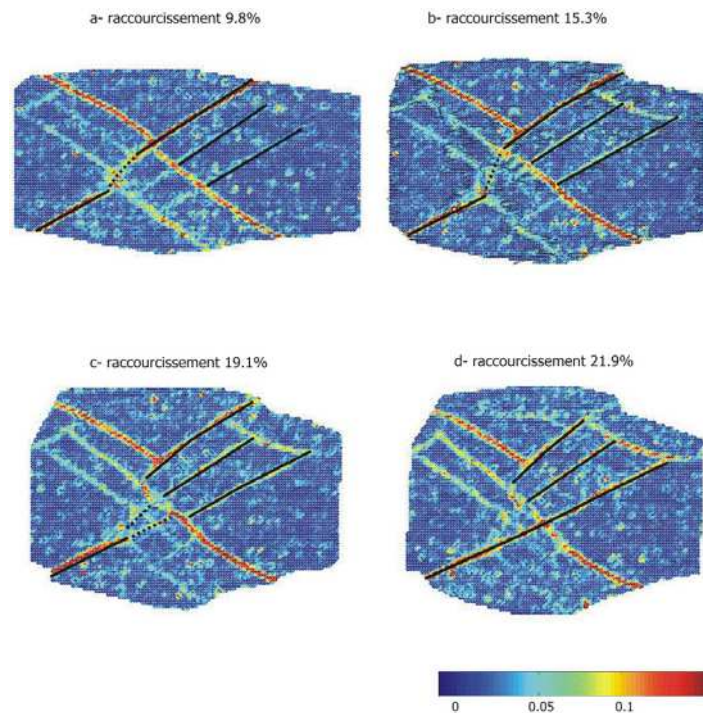 a- raccourcissement 9.8%
b- raccourcissement 15.3%
c- raccourcissement 19.1%
d- raccourcissement 21.9%
0
0.05
0.1